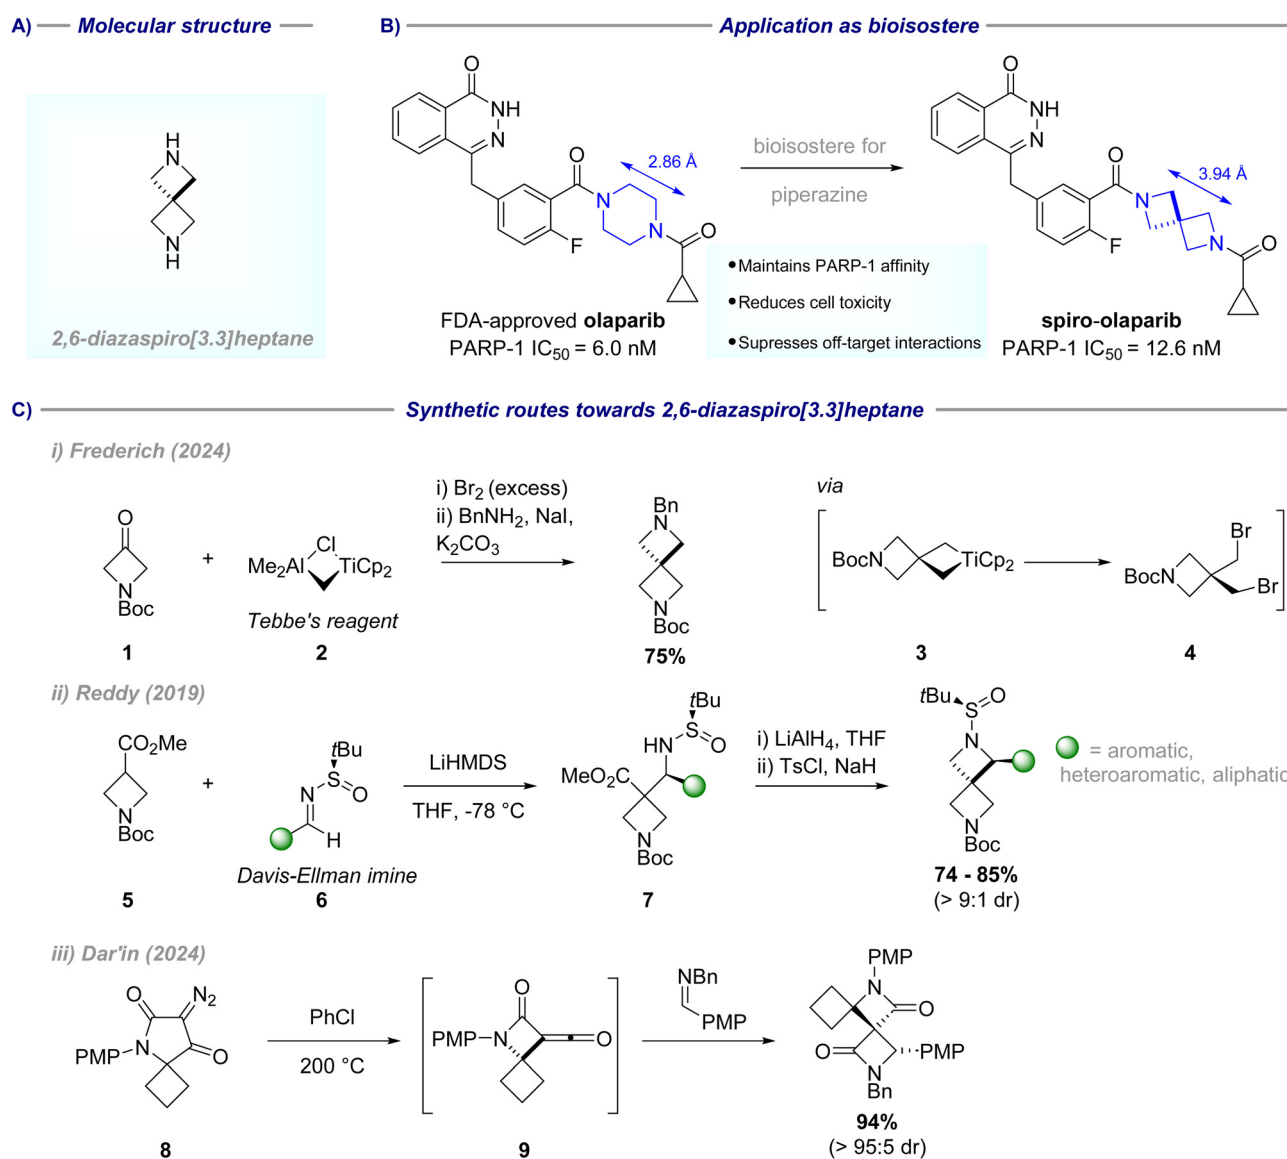 A) Molecular structure
H
N
N
H
2,6-diazaspiro[3.3]heptane
B) Application as bioisostere
O
NH
N
O
2.86 Å
N
N
F
O
FDA-approved olaparib
PARP-1 IC50 = 6.0 nM
bioisostere for
piperazine
•Maintains PARP-1 affinity
•Reduces cell toxicity
•Supresses off-target interactions
O
NH
N
O
3.94 Å
N
N
F
O
spiro-olaparib
PARP-1 IC50 = 12.6 nM
C) Synthetic routes towards 2,6-diazaspiro[3.3]heptane
i) Frederich (2024)
O
N
Boc
1
+
Cl
Me2Al TiCp2
Tebbe's reagent
2
i) Br2 (excess)
ii) BnNH2, NaI,
K2CO3
Bn
N
N
Boc
75%
via
BocN
TiCp2
3
BocN
Br
Br
4
ii) Reddy (2019)
CO2Me
N
Boc
5
+
tBu
S
O
N
H
Davis-Ellman imine
6
LiHMDS
THF, -78 °C
tBu
S
O
HN
MeO2C
N
Boc
7
i) LiAlH4, THF
ii) TsCl, NaH
tBu
S
O
N
N
Boc
74 - 85%
(> 9:1 dr)
= aromatic,
heteroaromatic, aliphatic
iii) Dar'in (2024)
O
N2
PMP
N
O
8
PhCl
200 °C
O
PMP
N
O
9
NBn
PMP
PMP
N
O
O
PMP
N
Bn
94%
(> 95:5 dr)